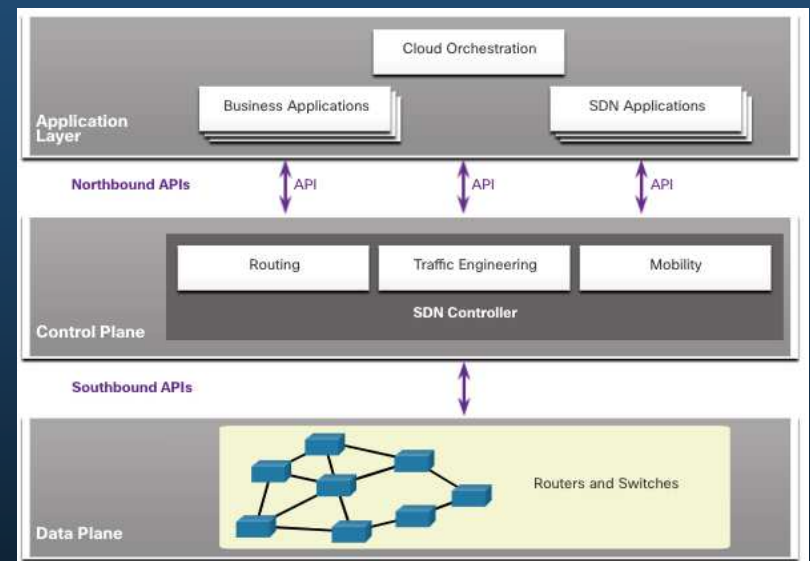 Cloud Orchestration
Business Applications
SDN Applications
Application
Layer
Northbound APIs
API
API
API
Routing
Traffic Engineering
Mobility
SDN Controller
Control Plane
Southbound APIs
Routers and Switches
Data Plane